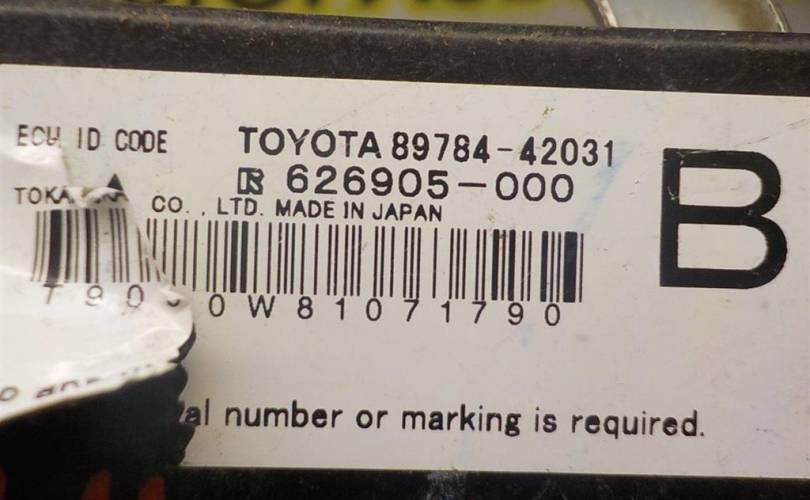 ECU ID CODE TOYOTA 89784-42031
626905-000
B
CO., LTD. MADE IN JAPAN
0W81071790
number or marking is required.